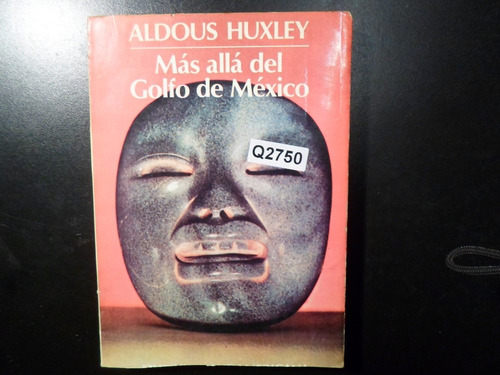 ALDOUS HUXLEY
Más allá del
Golfo de México
Q2750